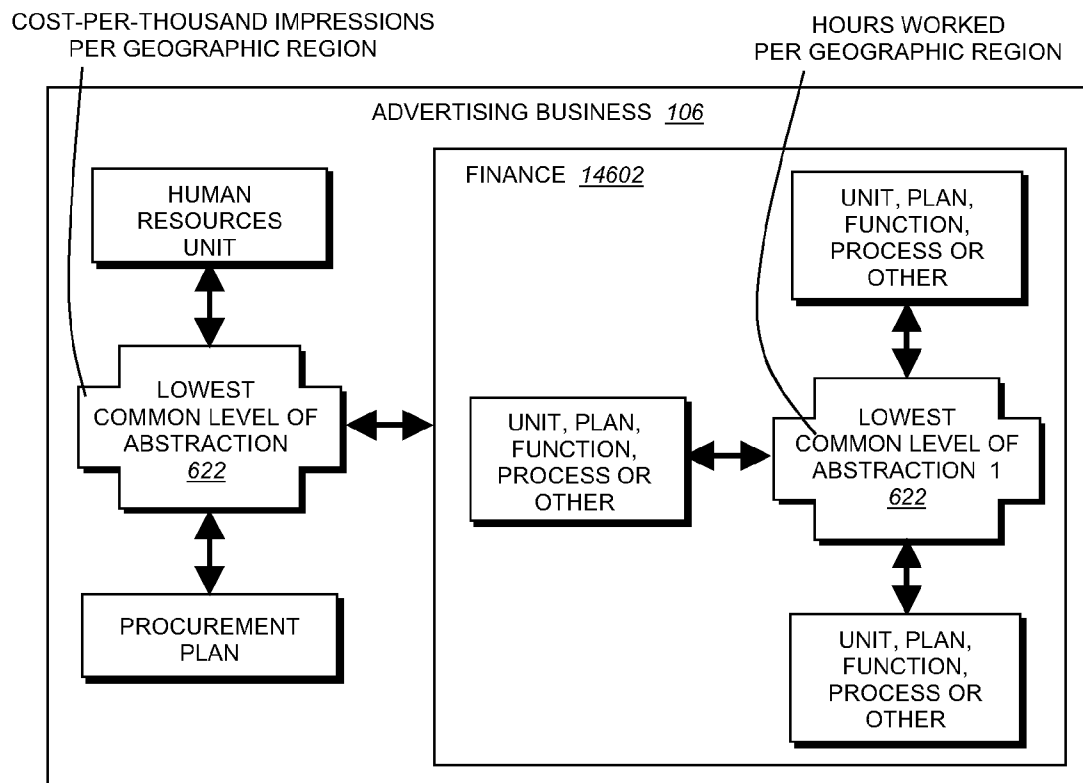 COST-PER-THOUSAND IMPRESSIONS
PER GEOGRAPHIC REGION
HOURS WORKED
PER GEOGRAPHIC REGION
ADVERTISING BUSINESS 106
HUMAN
RESOURCES
UNIT
LOWEST
COMMON LEVEL OF
ABSTRACTION
622
PROCUREMENT
PLAN
FINANCE 14602
UNIT, PLAN,
FUNCTION,
PROCESS OR
OTHER
UNIT, PLAN,
FUNCTION,
PROCESS OR
OTHER
LOWEST
COMMON LEVEL OF
ABSTRACTION 1
622
UNIT, PLAN,
FUNCTION,
PROCESS OR
OTHER